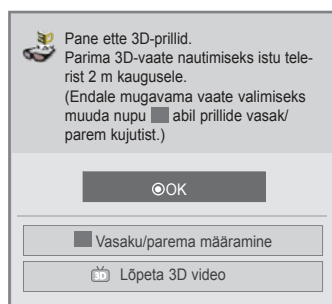 Pane ette 3D-prillid.
Parima 3D-vaate nautimiseks istu tele-
rist 2 m kaugusele.
(Endale mugavama vaate valimiseks
muuda nupu abil prillide vasak/
parem kujutist.)
OK
Vasaku/parema määramine
3D Lõpeta 3D video